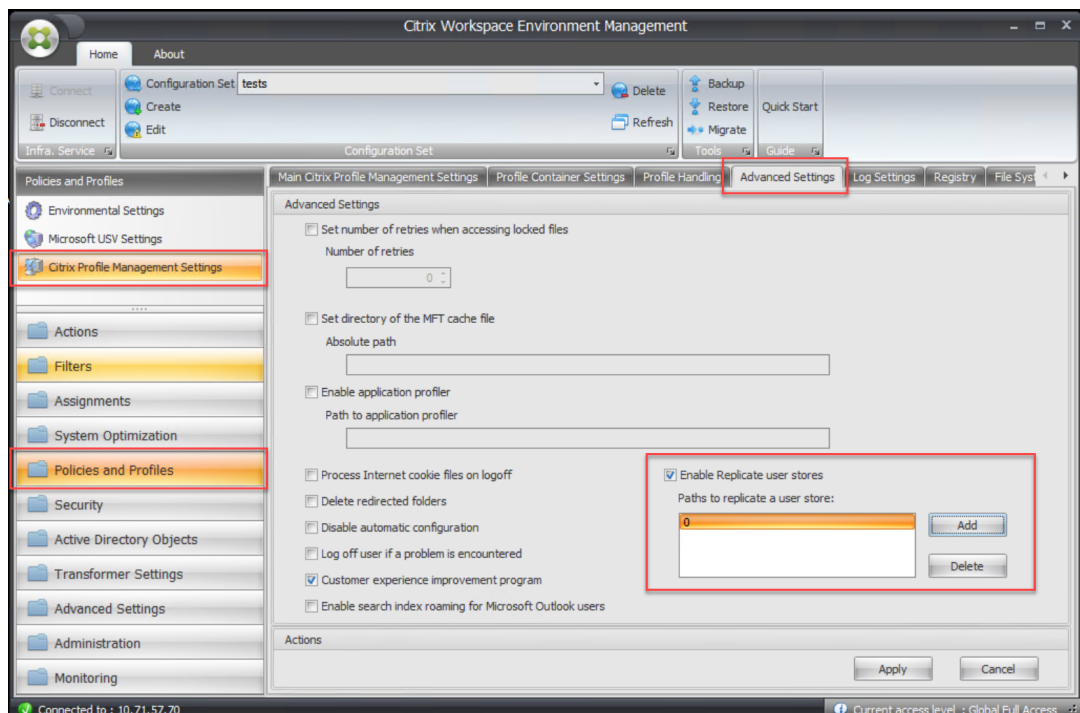 Citrix Workspace Environment Management
Home About
Connect
Disconnect
Infra. Service
Configuration Set tests
Create
Edit
Delete
Refresh
Configuration Set
Backup
Restore
Migrate
Tools
Quick Start
Guide
Policies and Profiles
Environmental Settings
Microsoft USV Settings
Citrix Profile Management Settings
Actions
Filters
Assignments
System Optimization
Policies and Profiles
Security
Active Directory Objects
Transformer Settings
Advanced Settings
Administration
Monitoring
Main Citrix Profile Management Settings Profile Container Settings Profile Handling Advanced Settings Log Settings Registry File Syst
Advanced Settings
Set number of retries when accessing locked files
Number of retries
0
Set directory of the MFT cache file
Absolute path
Enable application profiler
Path to application profiler
Process Internet cookie files on logoff
Delete redirected folders
Disable automatic configuration
Log off user if a problem is encountered
Customer experience improvement program
Enable search index roaming for Microsoft Outlook users
Enable Replicate user stores
Paths to replicate a user store:
0
Add
Delete
Actions
Apply Cancel
Connected to : 10.71.57.70
Current access level : Global Full Access